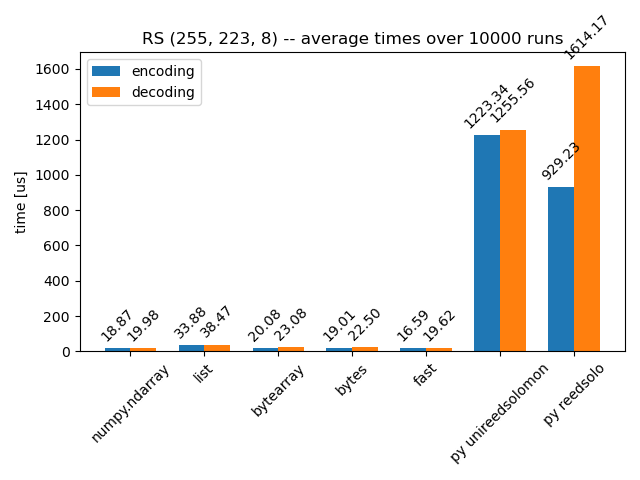 RS (255, 223, 8) -- average times over 10000 runs
encoding
decoding
time [us]
1600
1400
1200
1000
800
600
400
200
0
18.87
19.98
33.88
38.47
20.08
23.08
19.01
22.50
16.59
19.62
1223.34
1255.56
929.23
1614.17
numpy.ndarray
list
bytearray
bytes
fast
py unireedsolomon
py reedsolo